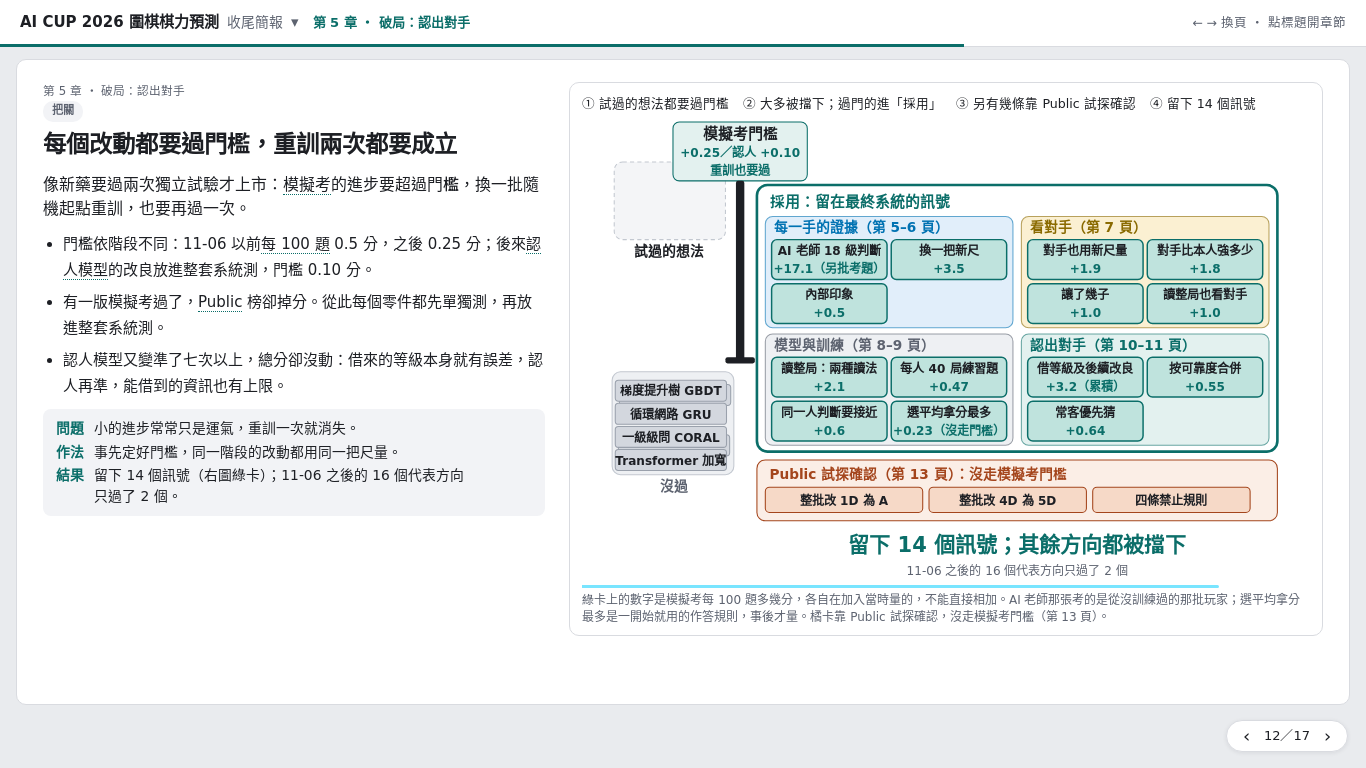 AI CUP 2026 圍棋棋力預測 收尾簡報 ▼ 第 5 章 · 破局：認出對手
← → 換頁 · 點標題開章節
第 5 章 · 破局：認出對手
把關
每個改動都要過門檻，重訓兩次都要成立
像新藥要過兩次獨立試驗才上市：模擬考的進步要超過門檻，換一批隨
機起點重訓，也要再過一次。
• 門檻依階段不同：11-06 以前每 100 題 0.5 分，之後 0.25 分；後來認
人模型的改良放進整套系統測，門檻 0.10 分。
• 有一版模擬考過了，Public 榜卻掉分。從此每個零件都先單獨測，再放
進整套系統測。
• 認人模型又變準了七次以上，總分卻沒動：借來的等級本身就有誤差，認
人再準，能借到的資訊也有上限。
問題 小的進步常常只是運氣，重訓一次就消失。
作法 事先定好門檻，同一階段的改動都用同一把尺量。
結果 留下 14 個訊號（右圖綠卡）；11-06 之後的 16 個代表方向
只過了 2 個。
① 試過的想法都要過門檻 ② 大多被擋下；過門的進「採用」 ③ 另有幾條靠 Public 試探確認 ④ 留下 14 個訊號
模擬考門檻
+0.25／認人 +0.10
重訓也要過
試過的想法
採用：留在最終系統的訊號
每一手的證據（第 5–6 頁）
AI 老師 18 級判斷
+17.1（另批考題）
換一把新尺
+3.5
內部印象
+0.5
看對手（第 7 頁）
對手也用新尺量
+1.9
對手比本人強多少
+1.8
讓了幾子
+1.0
讀整局也看對手
+1.0
模型與訓練（第 8–9 頁）
讀整局：兩種讀法
+2.1
每人 40 局練習題
+0.47
同一人判斷要接近
+0.6
選平均拿分最多
+0.23（沒走門檻）
認出對手（第 10–11 頁）
借等級及後續改良
+3.2（累積）
按可靠度合併
+0.55
常客優先猜
+0.64
梯度提升樹 GBDT
循環網路 GRU
一級級問 CORAL
Transformer 加寬
沒過
Public 試探確認（第 13 頁）：沒走模擬考門檻
整批改 1D 為 A
整批改 4D 為 5D
四條禁止規則
留下 14 個訊號；其餘方向都被擋下
11-06 之後的 16 個代表方向只過了 2 個
綠卡上的數字是模擬考每 100 題多幾分，各自在加入當時量的，不能直接相加。AI 老師那張考的是從沒訓練過的那批玩家；選平均拿分
最多是一開始就用的作答規則，事後才量。橘卡靠 Public 試探確認，沒走模擬考門檻（第 13 頁）。
‹ 12／17 ›